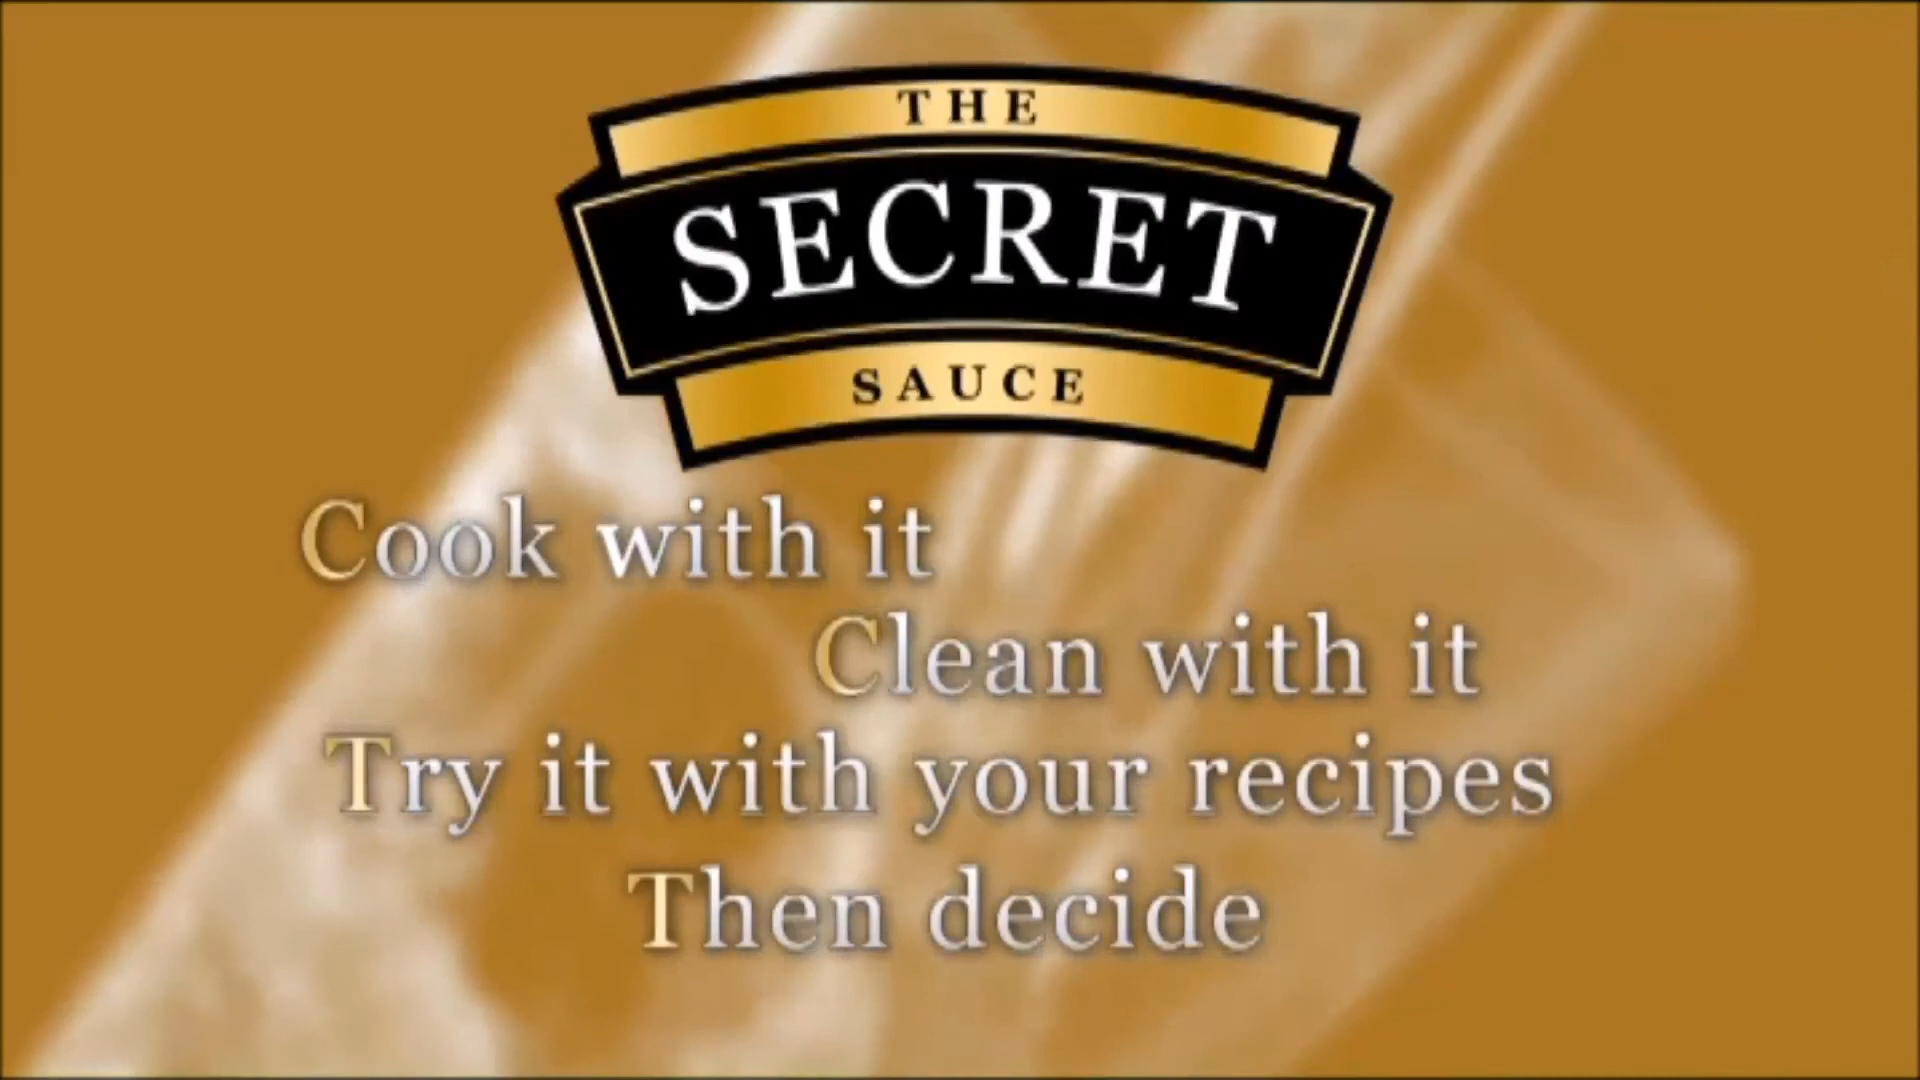 THE
SECRET
SAUCE
Cook with it
Clean with it
Try it with your recipes
Then decide